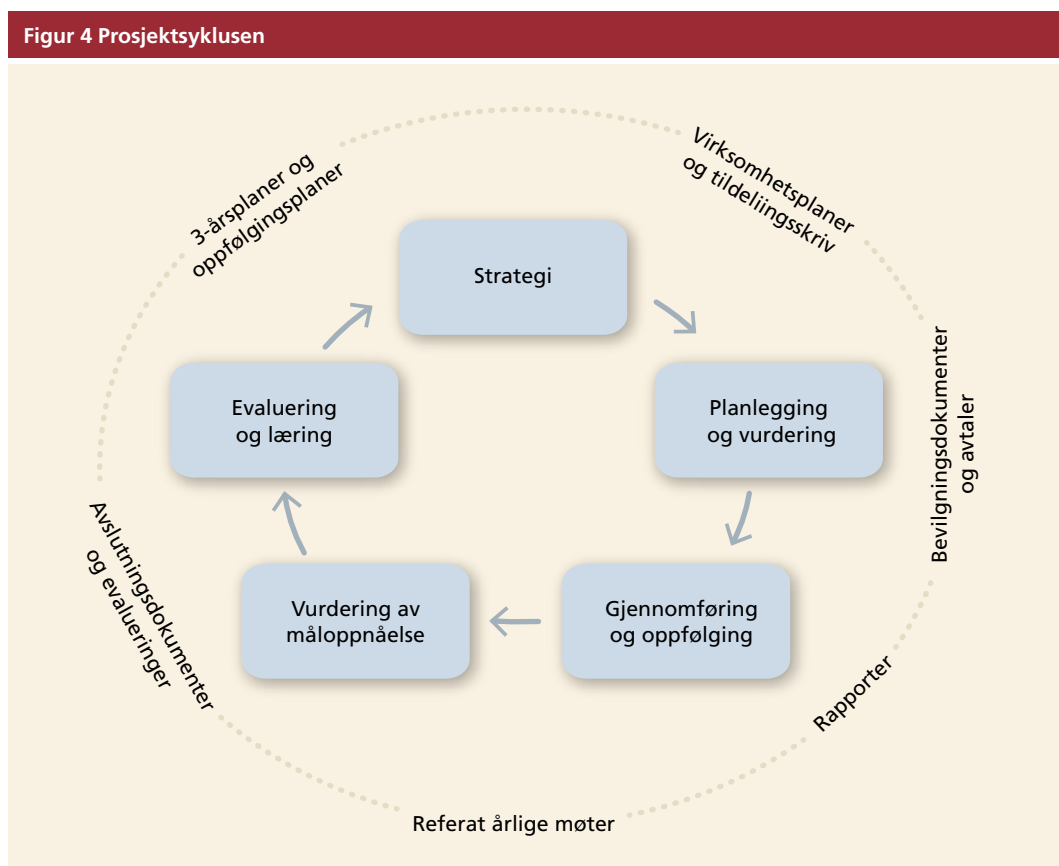 Figur 4 Prosjektsyklusen
3-årsplaner og
oppfølgingsplaner
Virksomhetsplaner
og tildeliingsskriv
Strategi
Evaluering
og læring
Planlegging
og vurdering
Bevilgningsdokumenter
og avtaler
Avslutningsdokumenter
og evalueringer
Vurdering av
måloppnåelse
Gjennomføring
og oppfølging
Rapporter
Referat årlige møter